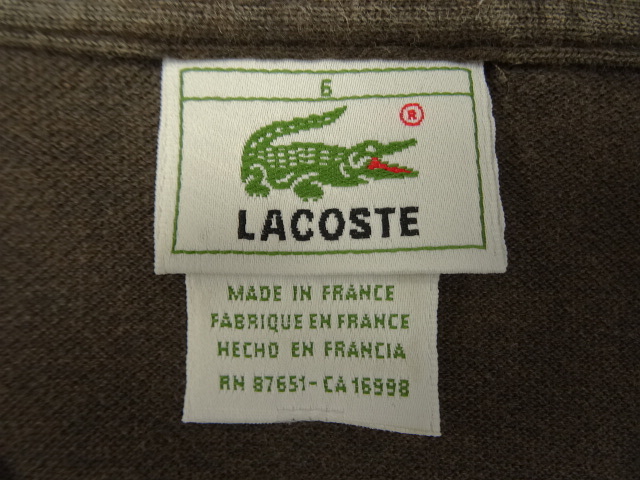 6
®
LACOSTE
MADE IN FRANCE
FABRIQUE EN FRANCE
HECHO EN FRANCIA
RN 87651-CA 16998